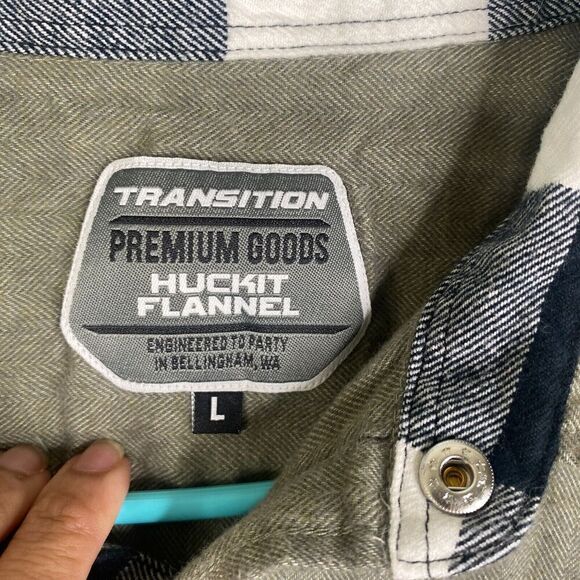 TRANSITION
PREMIUM GOODS
HUCKIT
FLANNEL
ENGINEERED TO PARTY
IN BELLINGHAM, WA
L